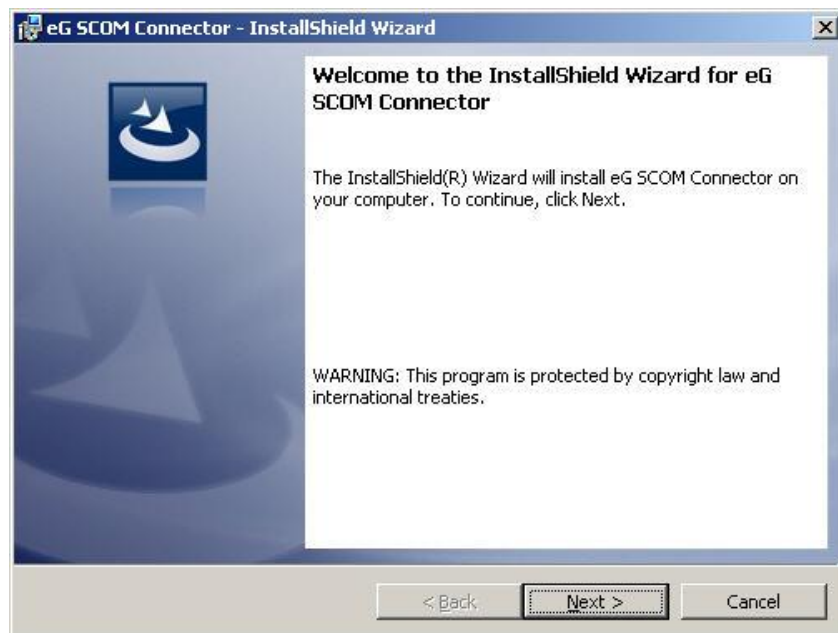 eG SCOM Connector - InstallShield Wizard
Welcome to the InstallShield Wizard for eG
SCOM Connector
The InstallShield(R) Wizard will install eG SCOM Connector on
your computer. To continue, click Next.
WARNING: This program is protected by copyright law and
international treaties.
< Back
Next >
Cancel